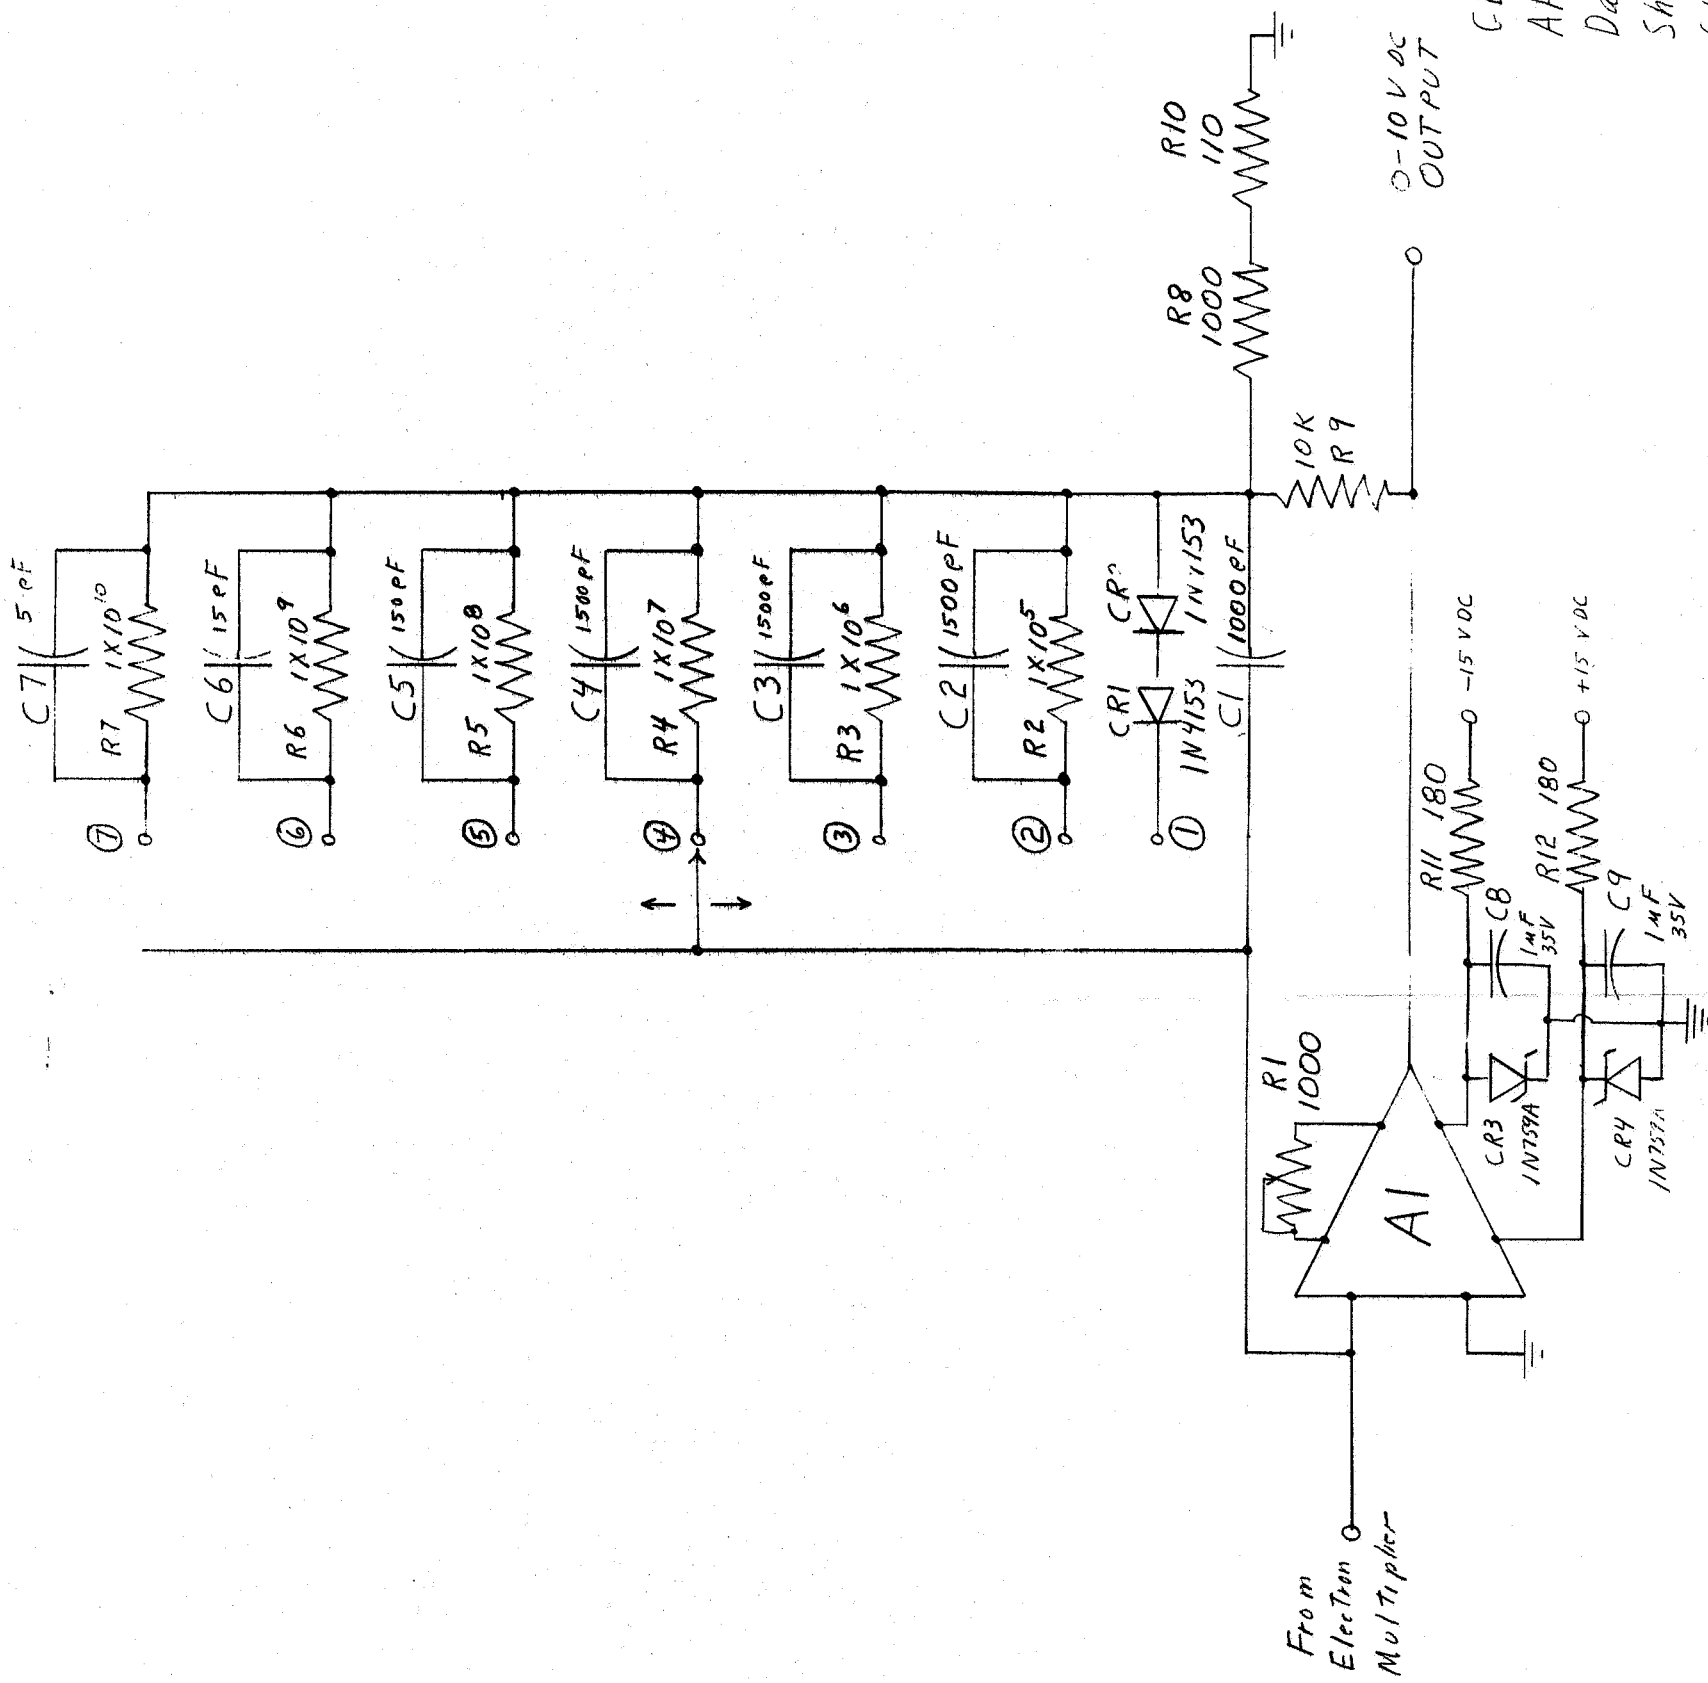 C7
5 pF
R7
1X10^10
⑦
C6
15 pF
R6
1X10^9
⑥
C5
150 pF
R5
1X10^8
⑤
C4
1500 pF
R4
1X10^7
④
C3
1500 pF
R3
1X10^6
③
C2
1500 pF
R2
1X10^5
②
CR1
1N4153
①
C1
1000 pF
R8
1000
R10
110
10K
R9
0-10 V DC
OUTPUT
R1
1000
A1
From
Electron
Multiplier
R11 180
-15 V DC
C8
1 MF
35V
CR3
1N759A
R12 180
+15 V DC
C9
1 MF
35V
CR4